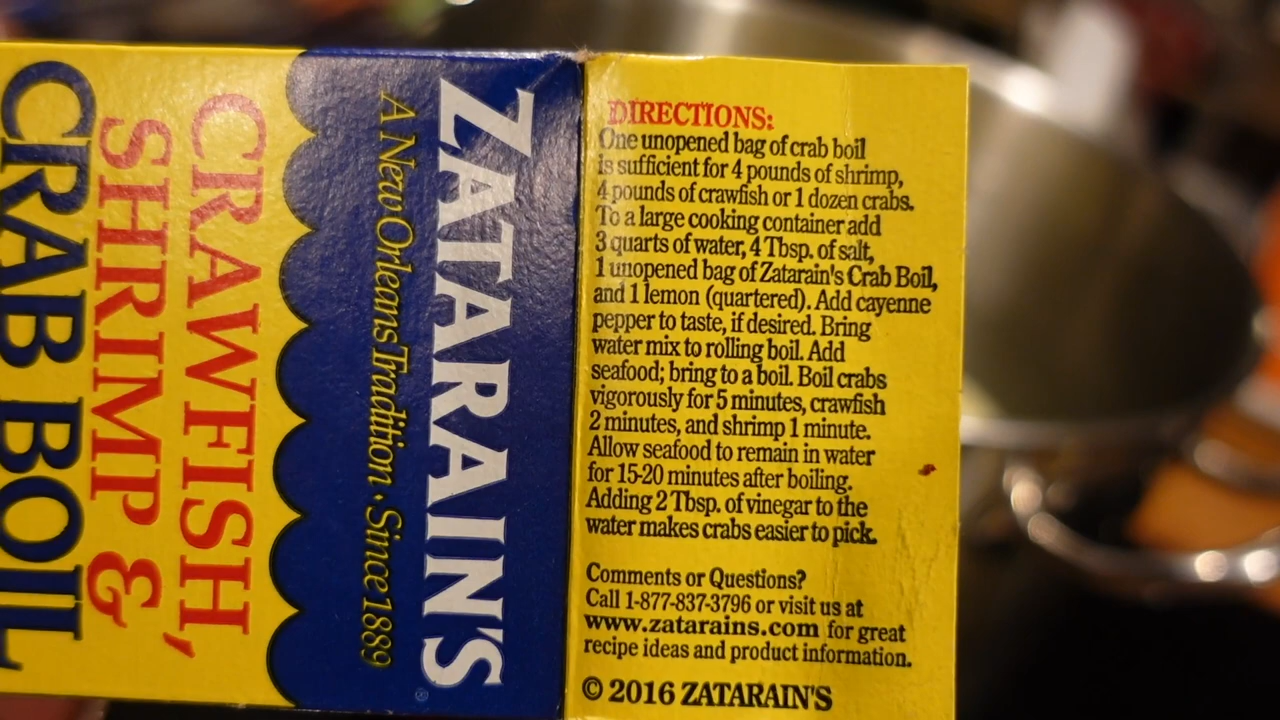 ZATARAIN'S®
A New Orleans Tradition · Since 1889
CRAWFISH,
SHRIMP &
CRAB BOIL
DIRECTIONS:
One unopened bag of crab boil
is sufficient for 4 pounds of shrimp,
4 pounds of crawfish or 1 dozen crabs.
To a large cooking container add
3 quarts of water, 4 Tbsp. of salt,
1 unopened bag of Zatarain's Crab Boil,
and 1 lemon (quartered). Add cayenne
pepper to taste, if desired. Bring
water mix to rolling boil. Add
seafood; bring to a boil. Boil crabs
vigorously for 5 minutes, crawfish
2 minutes, and shrimp 1 minute.
Allow seafood to remain in water
for 15-20 minutes after boiling.
Adding 2 Tbsp. of vinegar to the
water makes crabs easier to pick.
Comments or Questions?
Call 1-877-837-3796 or visit us at
www.zatarains.com for great
recipe ideas and product information.
© 2016 ZATARAIN'S